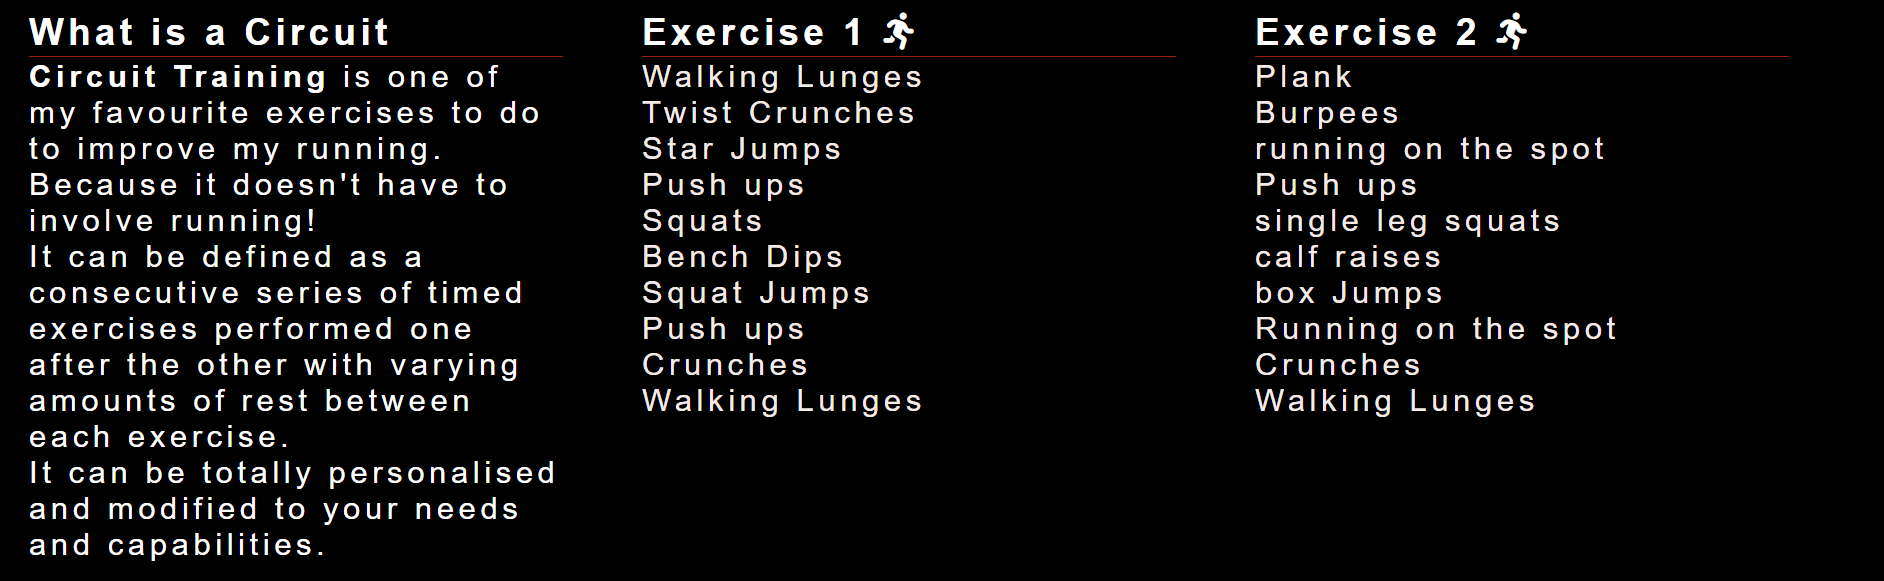 What is a Circuit
Circuit Training is one of
my favourite exercises to do
to improve my running.
Because it doesn't have to
involve running!
It can be defined as a
consecutive series of timed
exercises performed one
after the other with varying
amounts of rest between
each exercise.
It can be totally personalised
and modified to your needs
and capabilities.
Exercise 1
Walking Lunges
Twist Crunches
Star Jumps
Push ups
Squats
Bench Dips
Squat Jumps
Push ups
Crunches
Walking Lunges
Exercise 2
Plank
Burpees
running on the spot
Push ups
single leg squats
calf raises
box Jumps
Running on the spot
Crunches
Walking Lunges